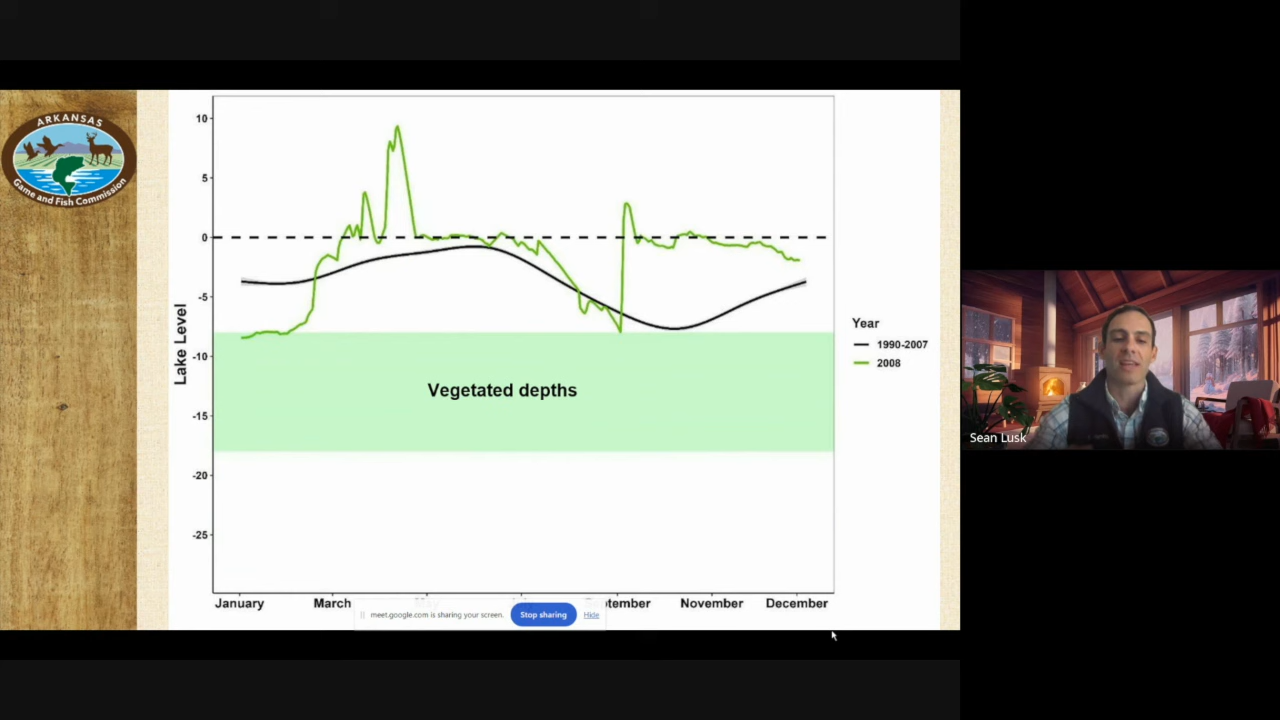 ARKANSAS
Game and Fish Commission
10
5
0
-5
-10
-15
-20
-25
Lake Level
Vegetated depths
Year
1990-2007
2008
January March November December
meet.google.com is sharing your screen. Stop sharing Hide
Sean Lusk